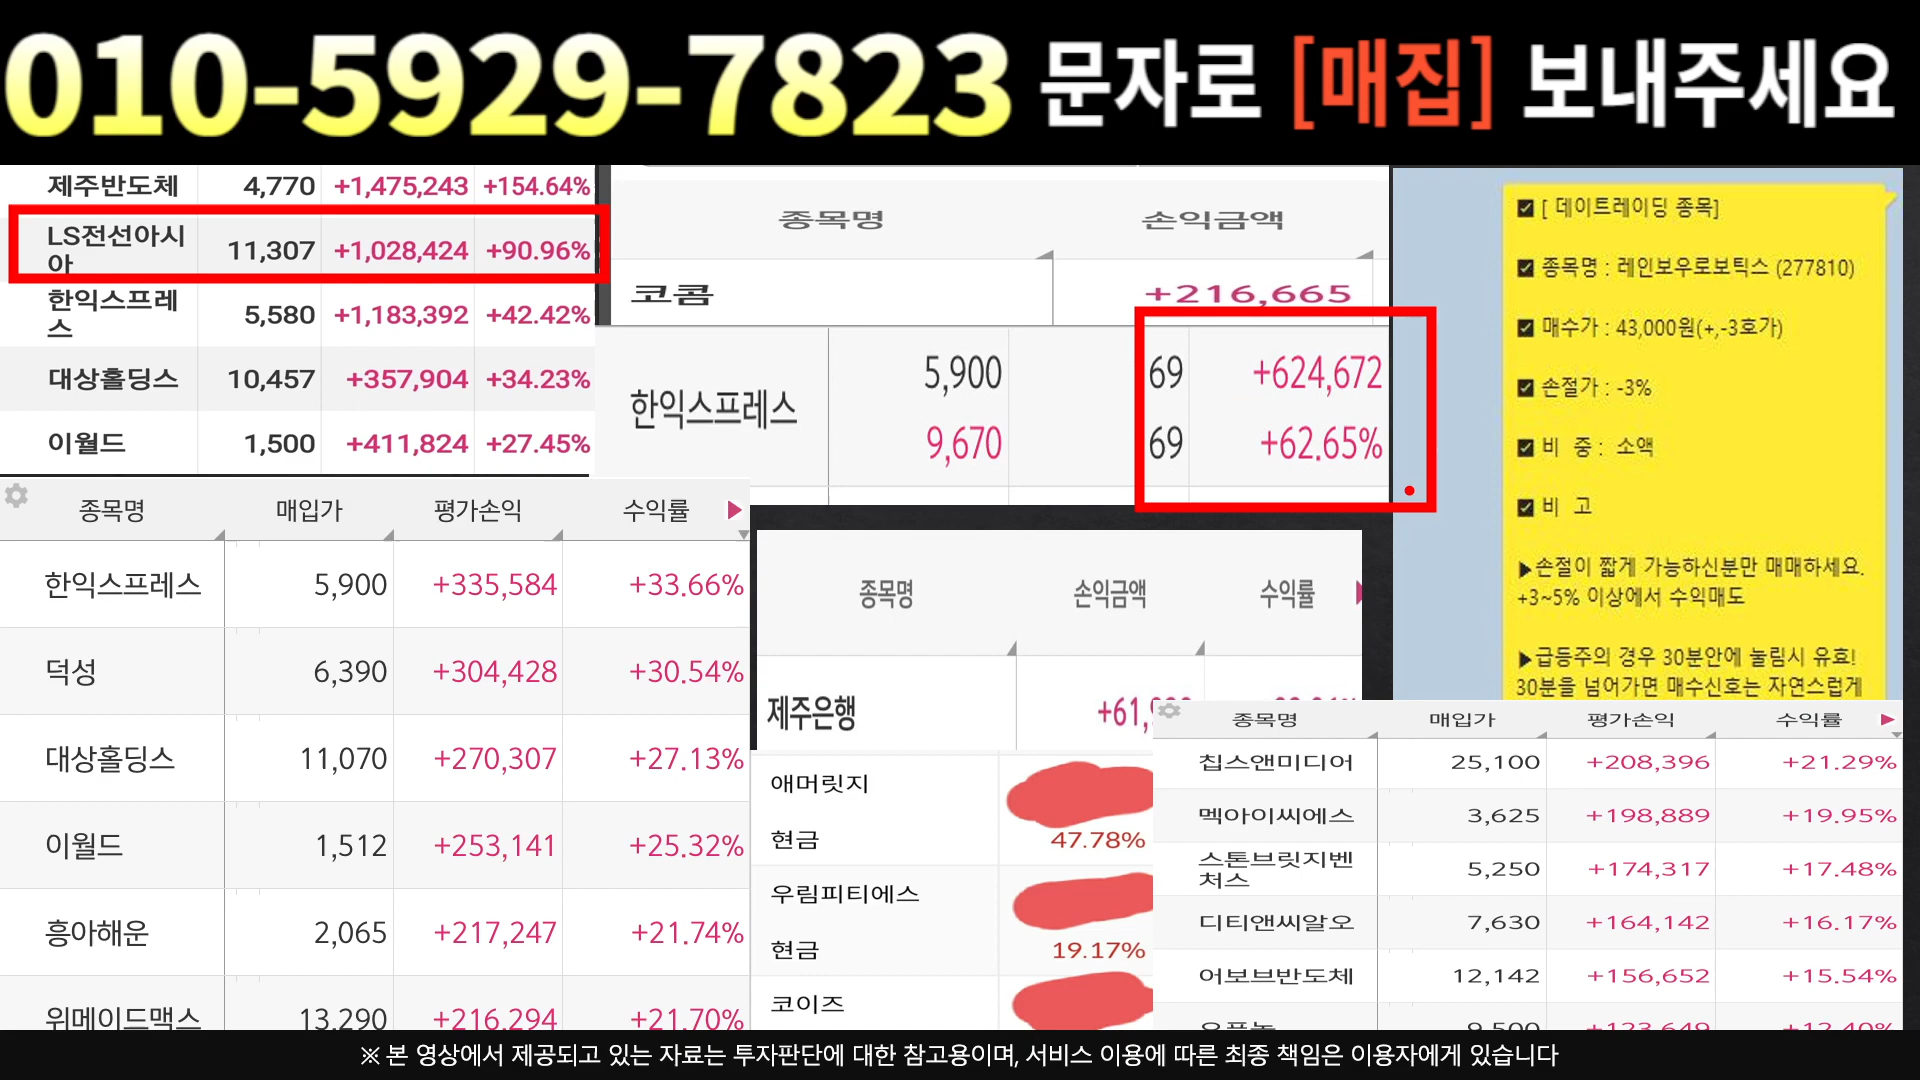 010-5929-7823 문자로 [매집] 보내주세요
제주반도체 4,770 +1,475,243 +154.64%
LS전선아시
아 11,307 +1,028,424 +90.96%
한익스프레
스 5,580 +1,183,392 +42.42%
대상홀딩스 10,457 +357,904 +34.23%
이월드 1,500 +411,824 +27.45%
종목명 손익금액
코콤 +216,665
한익스프레스
5,900 69 +624,672
9,670 69 +62.65%
☑ [ 데이트레이딩 종목]
☑ 종목명 : 레인보우로보틱스 (277810)
☑ 매수가 : 43,000원(+,-3호가)
☑ 손절가 : -3%
☑ 비 중 : 소액
☑ 비 고
▶손절이 짧게 가능하신분만 매매하세요.
+3~5% 이상에서 수익매도
▶급등주의 경우 30분안에 눌림시 유효!
30분을 넘어가면 매수신호는 자연스럽게
종목명 매입가 평가손익 수익률
한익스프레스 5,900 +335,584 +33.66%
덕성 6,390 +304,428 +30.54%
대상홀딩스 11,070 +270,307 +27.13%
이월드 1,512 +253,141 +25.32%
흥아해운 2,065 +217,247 +21.74%
위메이드맥스 13,290 +216,294 +21.70%
종목명 손익금액 수익률
제주은행
애머릿지
현금 47.78%
우림피티에스
현금 19.17%
코이즈
종목명 매입가 평가손익 수익률
칩스앤미디어 25,100 +208,396 +21.29%
멕아이씨에스 3,625 +198,889 +19.95%
스톤브릿지벤
처스 5,250 +174,317 +17.48%
디티앤씨알오 7,630 +164,142 +16.17%
어보브반도체 12,142 +156,652 +15.54%
※ 본 영상에서 제공되고 있는 자료는 투자판단에 대한 참고용이며, 서비스 이용에 따른 최종 책임은 이용자에게 있습니다